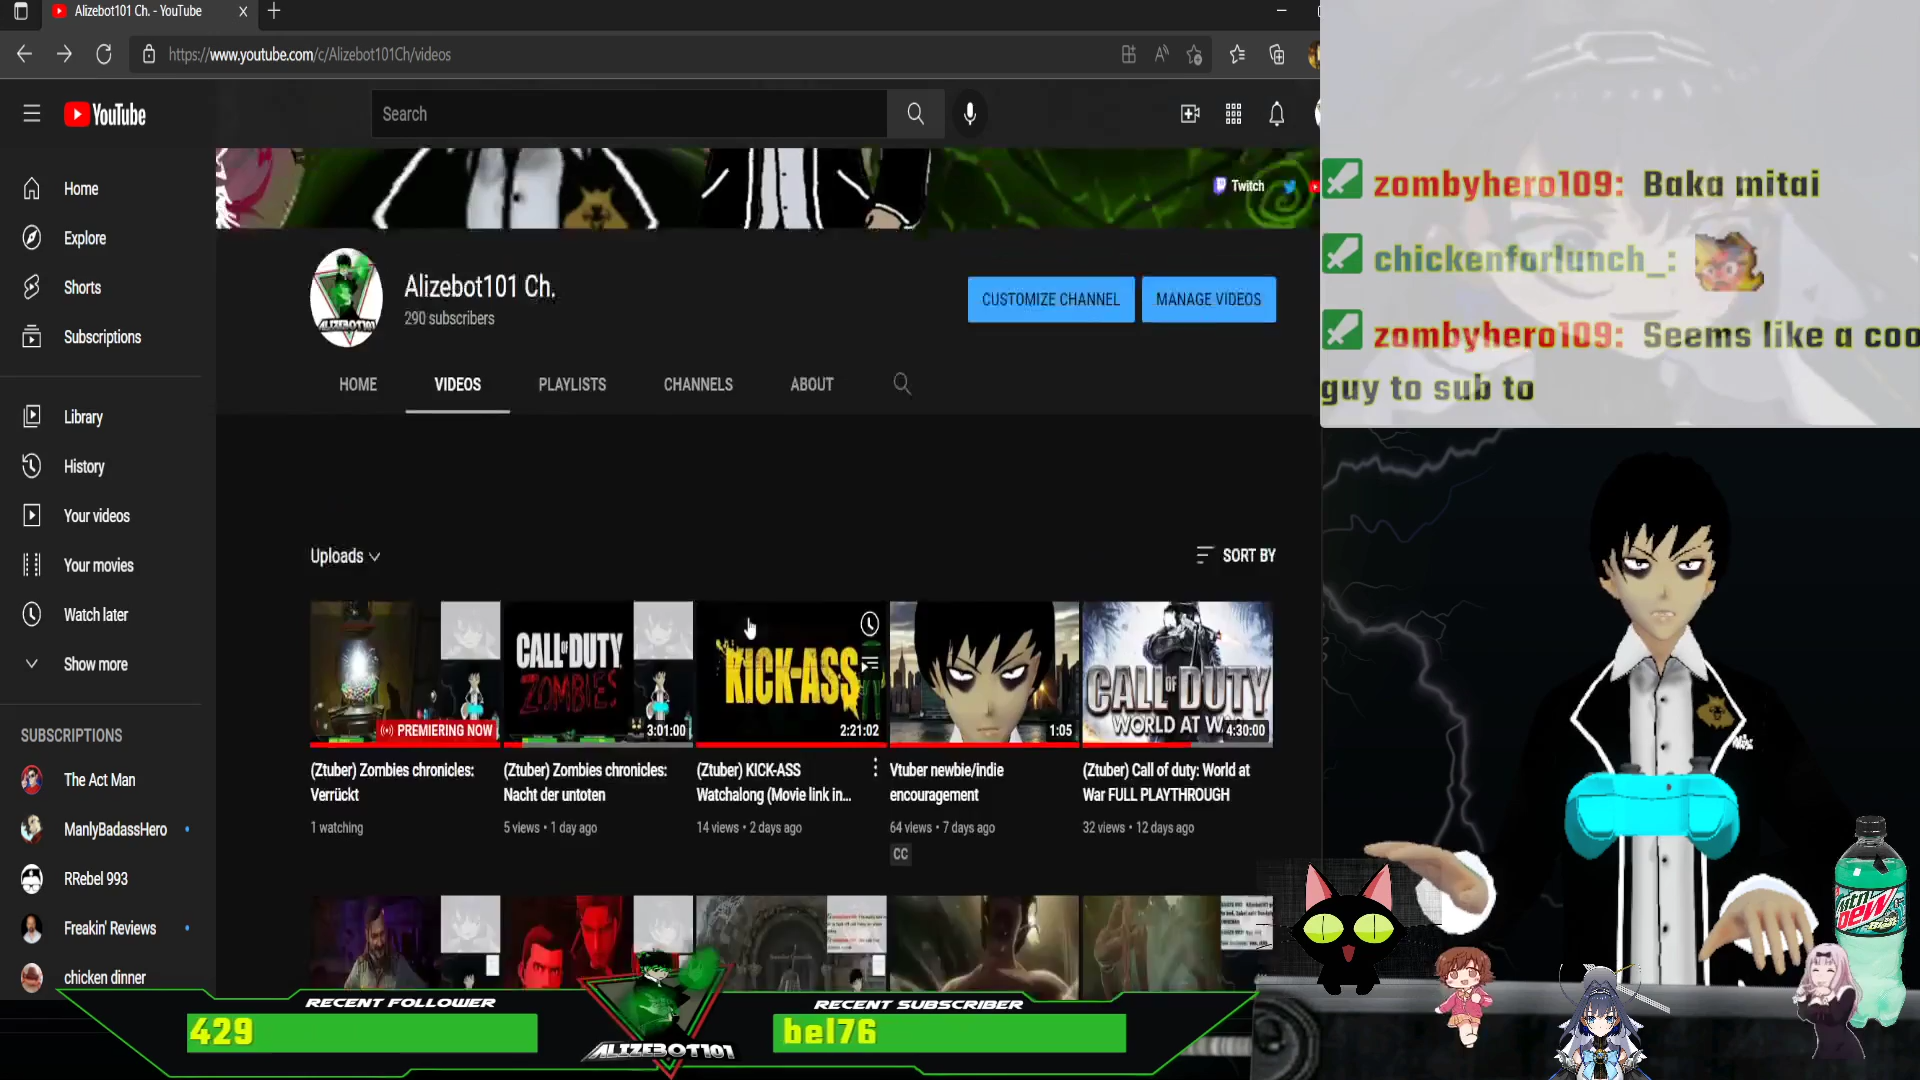 Alizebot101 Ch. - YouTube
https://www.youtube.com/c/Alizebot101Ch/videos
YouTube
Search
Home
Explore
Shorts
Subscriptions
Library
History
Your videos
Your movies
Watch later
Show more
SUBSCRIPTIONS
The Act Man
ManlyBadassHero
RRebel 993
Freakin' Reviews
chicken dinner
Twitch
Alizebot101 Ch.
290 subscribers
CUSTOMIZE CHANNEL
MANAGE VIDEOS
HOME
VIDEOS
PLAYLISTS
CHANNELS
ABOUT
Uploads
SORT BY
PREMIERING NOW
CALL OF DUTY
ZOMBIES
3:01:00
KICK-ASS
2:21:02
1:05
CALL OF DUTY
WORLD AT W
4:30:00
(Ztuber) Zombies chronicles:
Verrückt
1 watching
(Ztuber) Zombies chronicles:
Nacht der untoten
5 views • 1 day ago
(Ztuber) KICK-ASS
Watchalong (Movie link in...
14 views • 2 days ago
Vtuber newbie/indie
encouragement
64 views • 7 days ago
CC
(Ztuber) Call of duty: World at
War FULL PLAYTHROUGH
32 views • 12 days ago
zombyhero109: Baka mitai
chickenforlunch_:
zombyhero109: Seems like a coo
guy to sub to
RECENT FOLLOWER
429
ALIZEBOT101
RECENT SUBSCRIBER
bel76
mtn
DEW
ALIZEBOT101